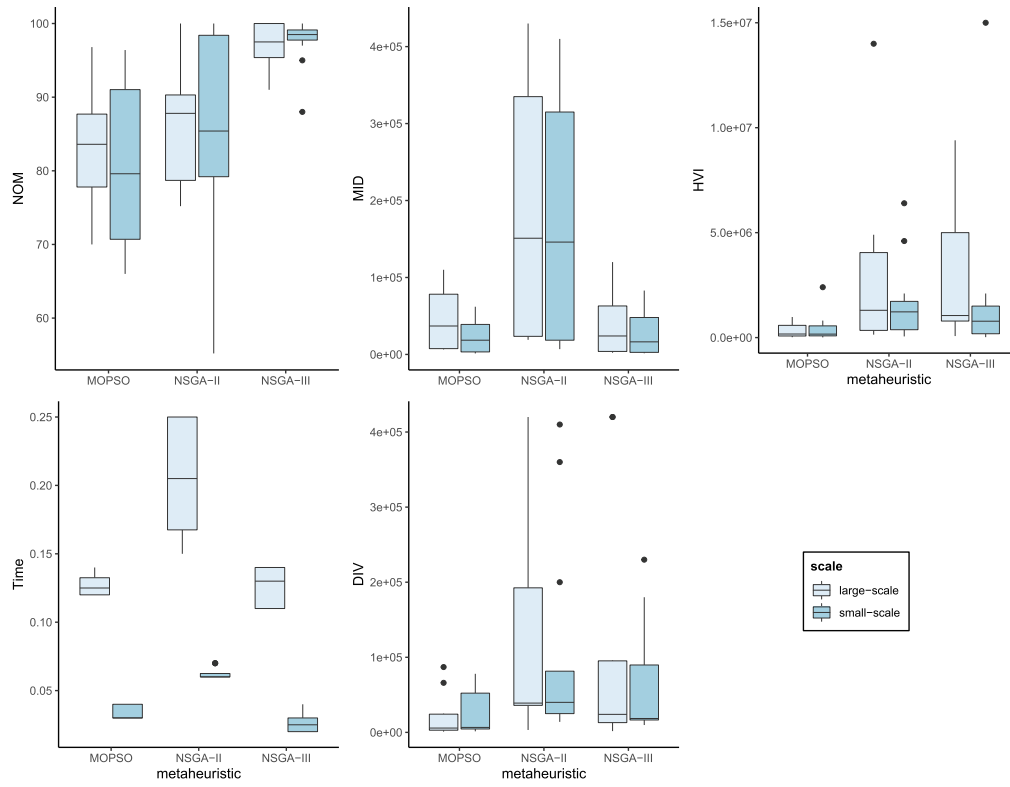 NOM
100
90
80
70
60
MOPSO
NSGA−II
NSGA−III
MID
4e+05
3e+05
2e+05
1e+05
0e+00
MOPSO
NSGA−II
NSGA−III
HVI
1.5e+07
1.0e+07
5.0e+06
0.0e+00
MOPSO
NSGA−II
NSGA−III
metaheuristic
Time
0.25
0.20
0.15
0.10
0.05
MOPSO
NSGA−II
NSGA−III
metaheuristic
DIV
4e+05
3e+05
2e+05
1e+05
0e+00
MOPSO
NSGA−II
NSGA−III
metaheuristic
scale
large−scale
small−scale